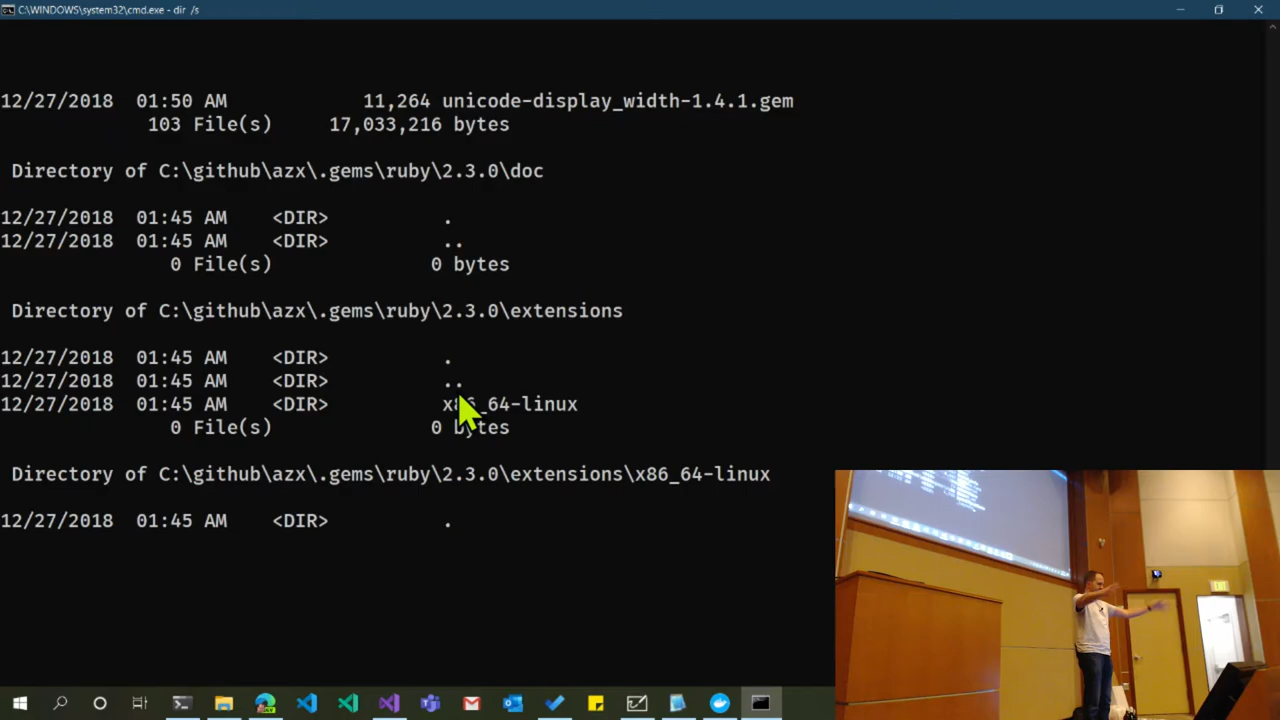 C:\WINDOWS\system32\cmd.exe - dir /s
12/27/2018  01:50 AM            11,264 unicode-display_width-1.4.1.gem
             103 File(s)     17,033,216 bytes
 Directory of C:\github\azx\.gems\ruby\2.3.0\doc
12/27/2018  01:45 AM    <DIR>          .
12/27/2018  01:45 AM    <DIR>          ..
               0 File(s)              0 bytes
 Directory of C:\github\azx\.gems\ruby\2.3.0\extensions
12/27/2018  01:45 AM    <DIR>          .
12/27/2018  01:45 AM    <DIR>          ..
12/27/2018  01:45 AM    <DIR>          x86_64-linux
               0 File(s)              0 bytes
 Directory of C:\github\azx\.gems\ruby\2.3.0\extensions\x86_64-linux
12/27/2018  01:45 AM    <DIR>          .
EXIT